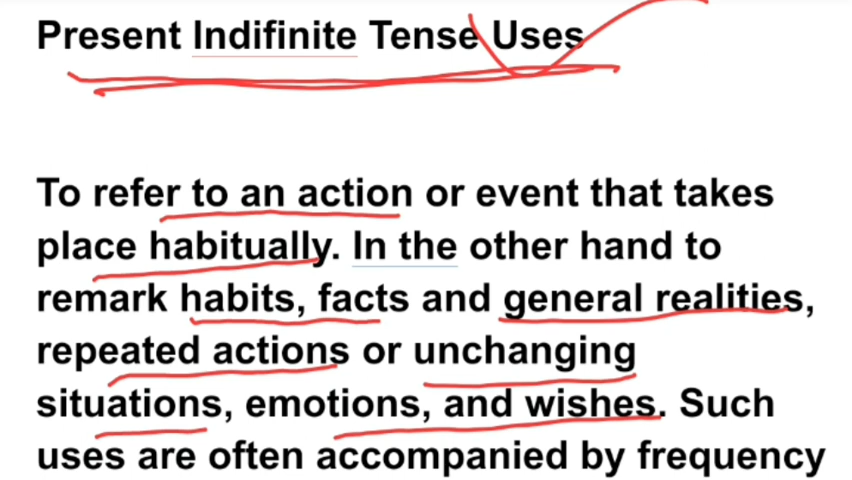 Present Indifinite Tense Uses
To refer to an action or event that takes
place habitually. In the other hand to
remark habits, facts and general realities,
repeated actions or unchanging
situations, emotions, and wishes. Such
uses are often accompanied by frequency